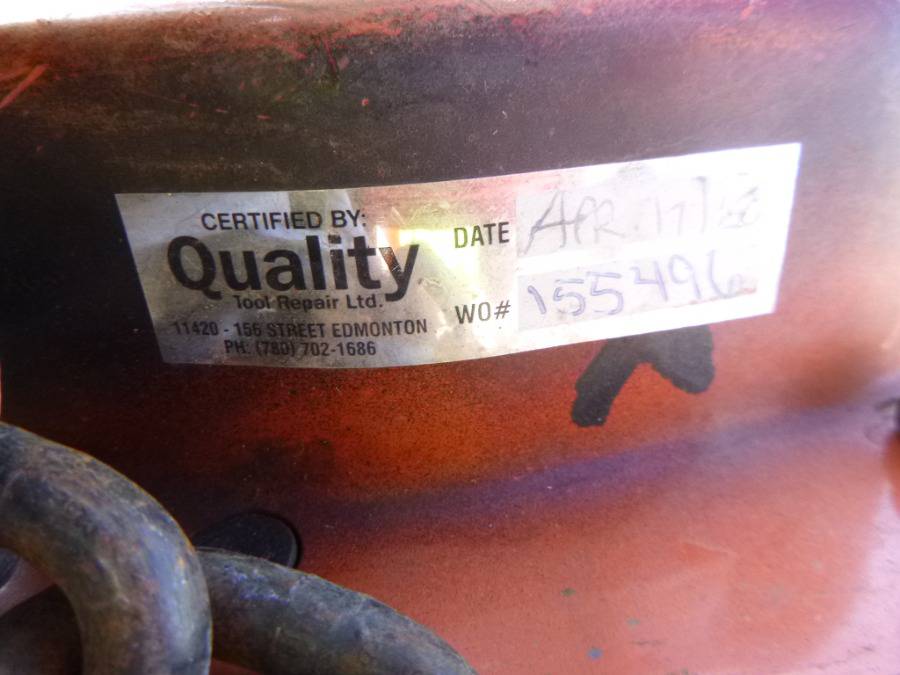 CERTIFIED BY:
Quality
Tool Repair Ltd.
11420 - 156 STREET EDMONTON
PH: (780) 702-1686
DATE APR. 17/
WO# 155496